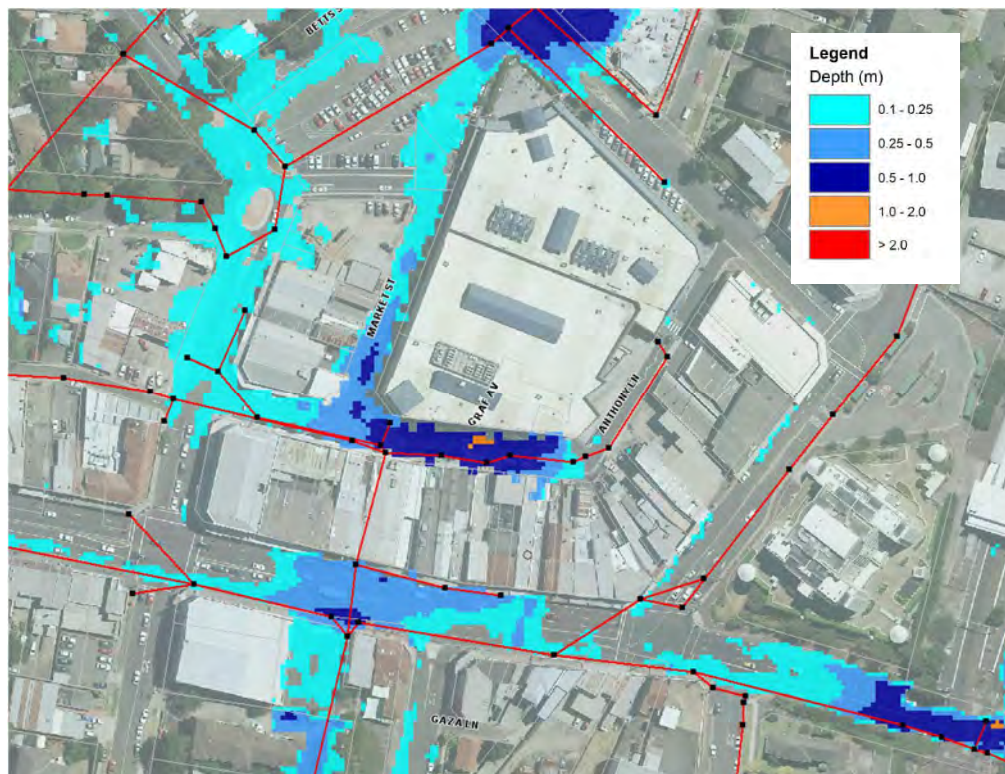 BETTS S
Legend
Depth (m)
0.1 - 0.25
0.25 - 0.5
0.5 - 1.0
1.0 - 2.0
> 2.0
MARKET ST
GRAF AV
ANTHONY LN
GAZA LN